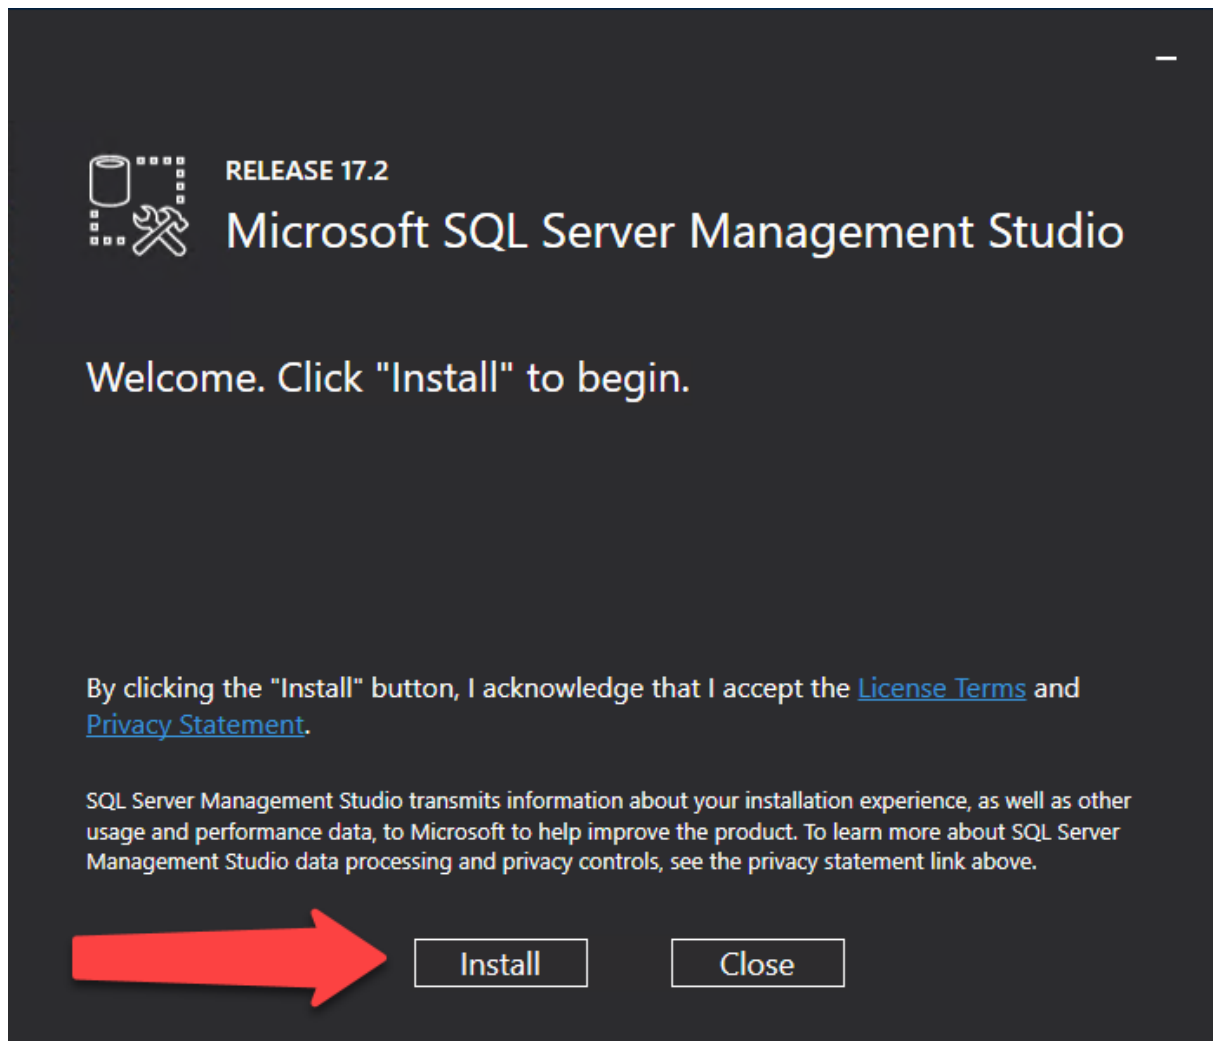 RELEASE 17.2
Microsoft SQL Server Management Studio
Welcome. Click "Install" to begin.
By clicking the "Install" button, I acknowledge that I accept the License Terms and
Privacy Statement.
SQL Server Management Studio transmits information about your installation experience, as well as other
usage and performance data, to Microsoft to help improve the product. To learn more about SQL Server
Management Studio data processing and privacy controls, see the privacy statement link above.
Install
Close